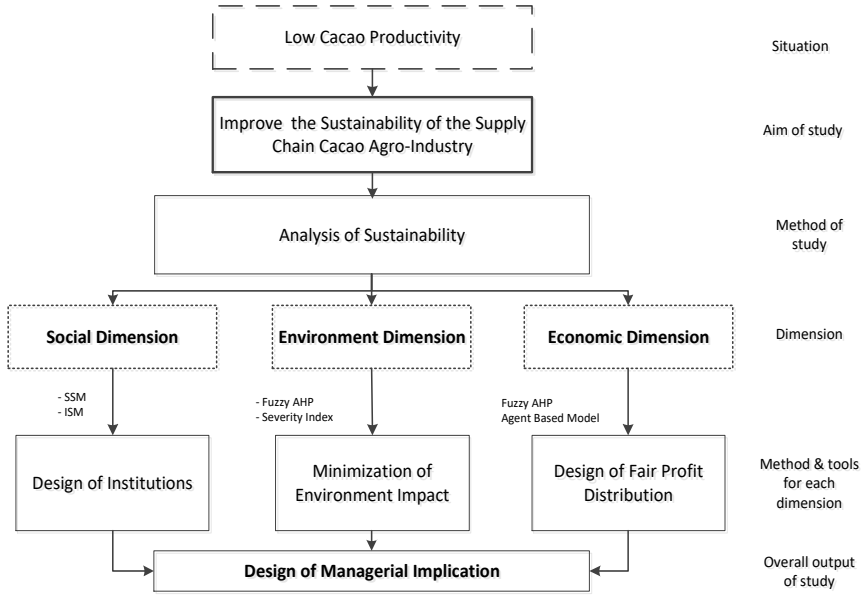 Low Cacao Productivity
Situation
Improve the Sustainability of the Supply
Chain Cacao Agro-Industry
Aim of study
Analysis of Sustainability
Method of
study
Social Dimension
Environment Dimension
Economic Dimension
Dimension
- SSM
- ISM
- Fuzzy AHP
- Severity Index
Fuzzy AHP
Agent Based Model
Design of Institutions
Minimization of
Environment Impact
Design of Fair Profit
Distribution
Method & tools
for each
dimension
Design of Managerial Implication
Overall output
of study